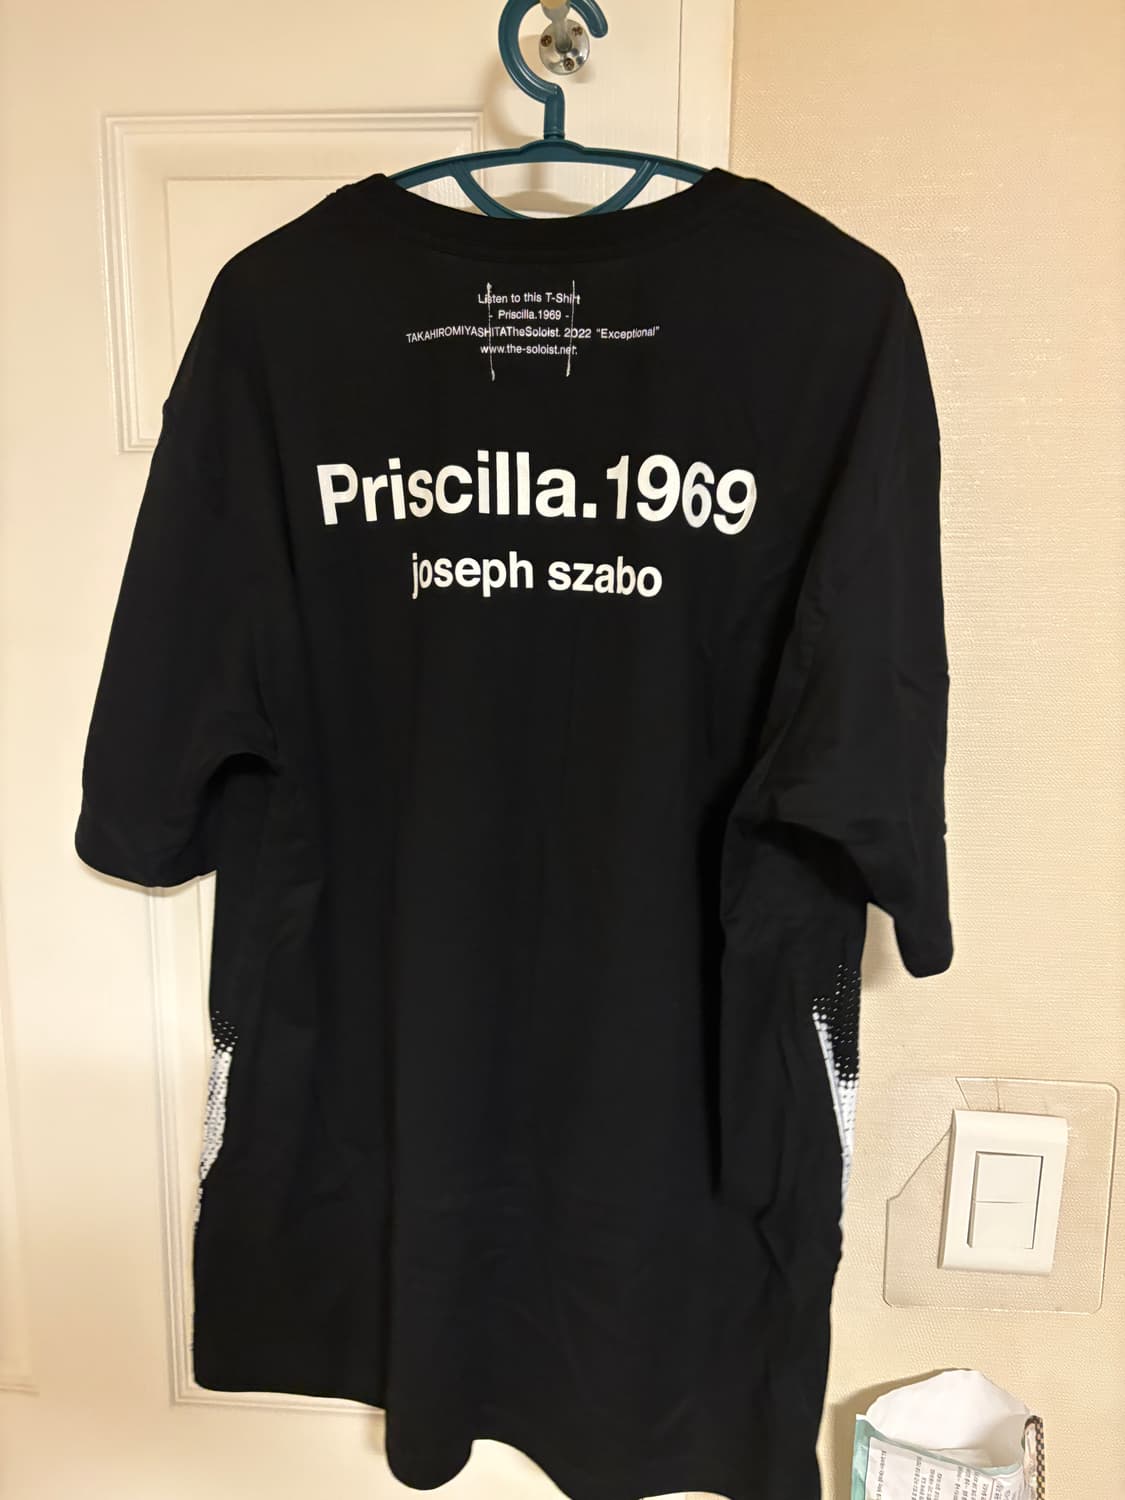 Listen to this T-Shirt
- Priscilla.1969 -
TAKAHIROMIYASHITATheSoloist. 2022 "Exceptional"
www.the-soloist.net.
Priscilla.1969
joseph szabo